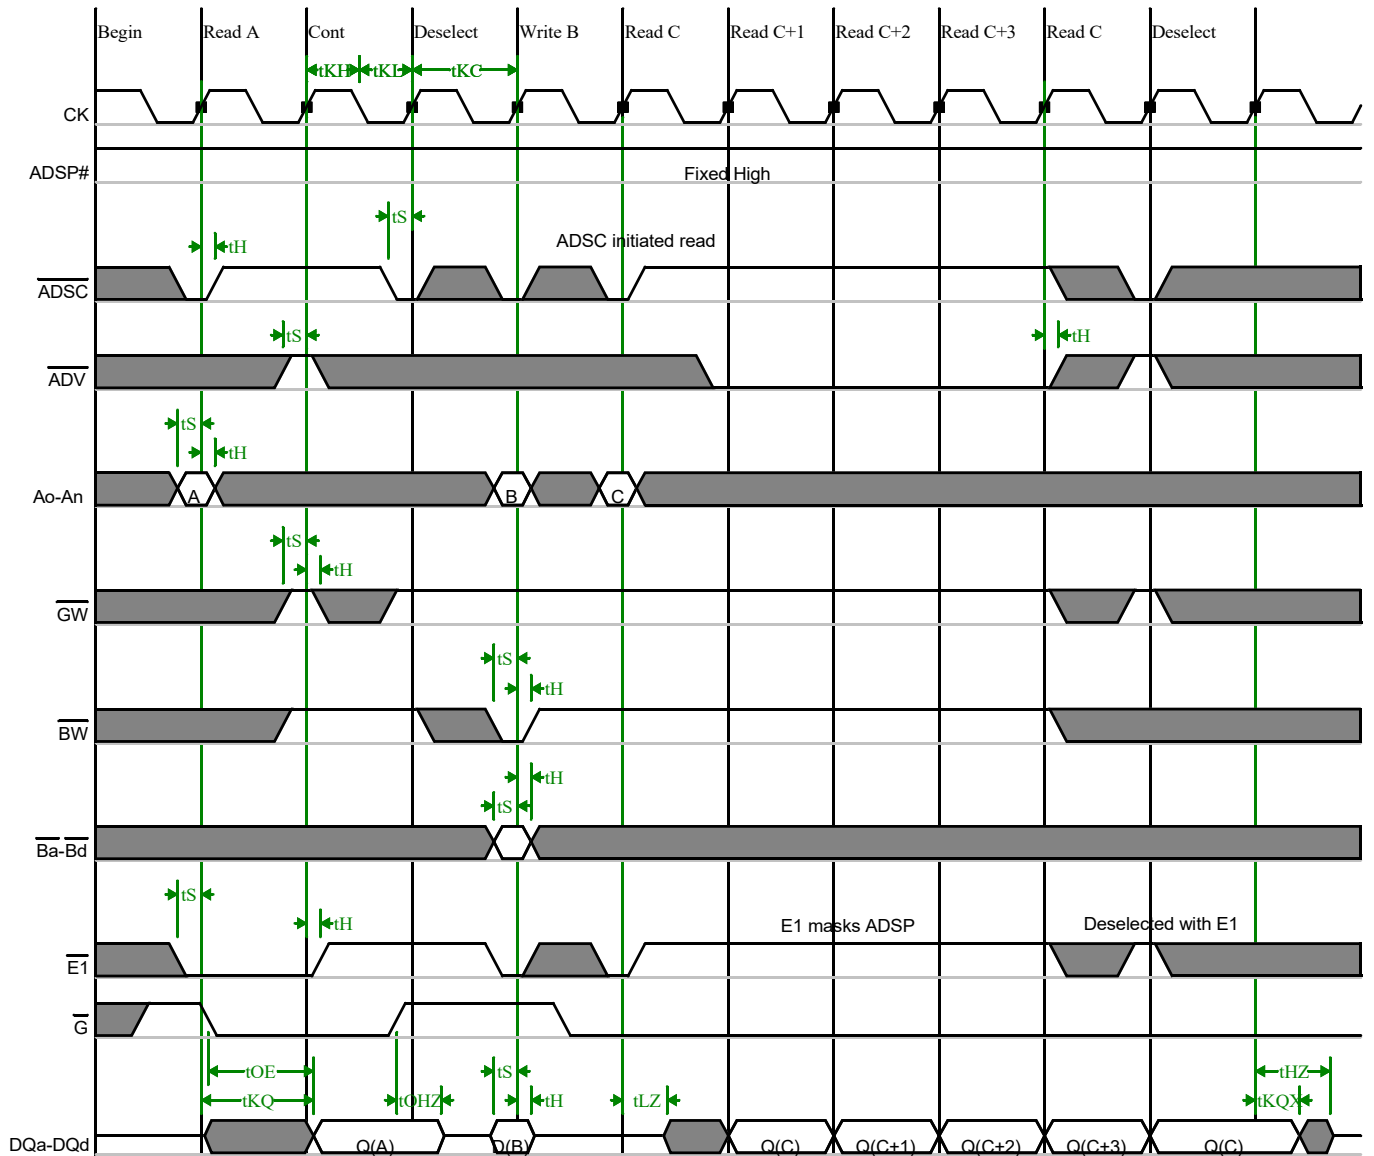 Begin Read A Cont Deselect Write B Read C Read C+1 Read C+2 Read C+3 Read C Deselect
tKH tKL tKC
CK
ADSP# Fixed High
tS
tH ADSC initiated read
ADSC
tS tH
ADV
tS
tH
Ao-An A B C
tS
tH
GW
tS
tH
BW
tH
tS
Ba-Bd
tS
tH E1 masks ADSP Deselected with E1
E1
G
tOE tS tHZ
tKQ tOHZ tH tLZ tKQX
DQa-DQd Q(A) D(B) Q(C) Q(C+1) Q(C+2) Q(C+3) Q(C)